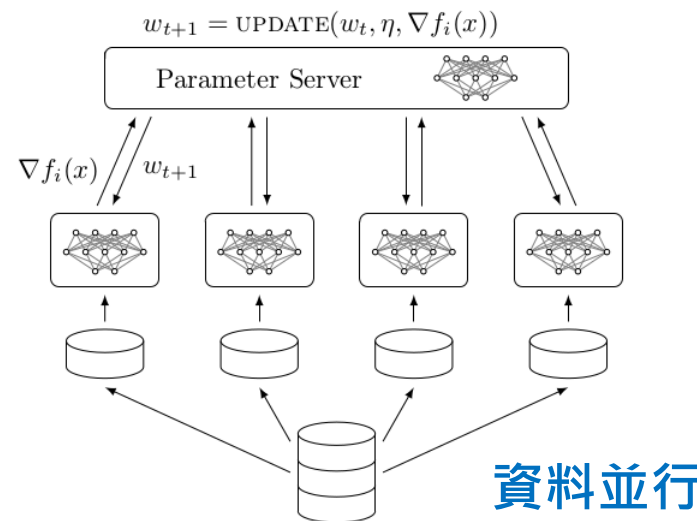 w_{t+1} = UPDATE(w_t, η, ∇f_i(x))
Parameter Server
∇f_i(x) w_{t+1}
資料並行